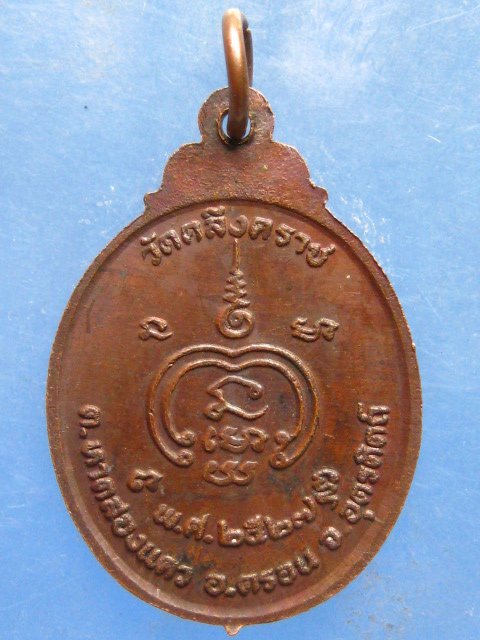 วัดคลึงคราช
พ.ศ.๒๕๒๗
ต.หาดสองแคว อ.ตรอน จ.อุตรดิตถ์